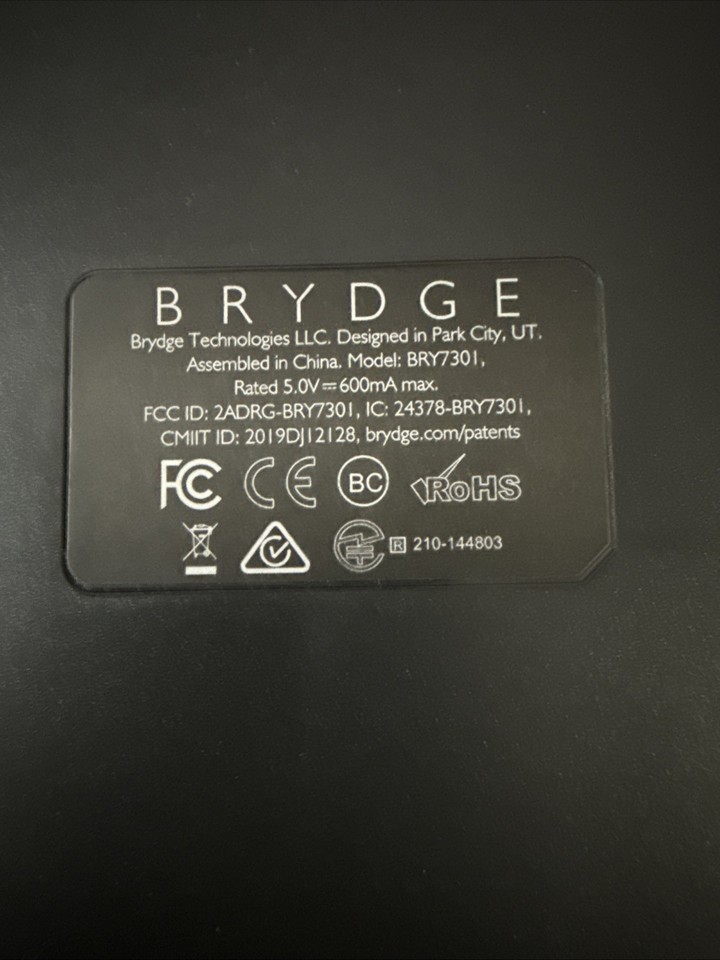 BRYDGE
Brydge Technologies LLC. Designed in Park City, UT.
Assembled in China. Model: BRY7301,
Rated 5.0V⎓600mA max.
FCC ID: 2ADRG-BRY7301, IC: 24378-BRY7301,
CMIIT ID: 2019DJ12128, brydge.com/patents
FC CE BC RoHS
R 210-144803